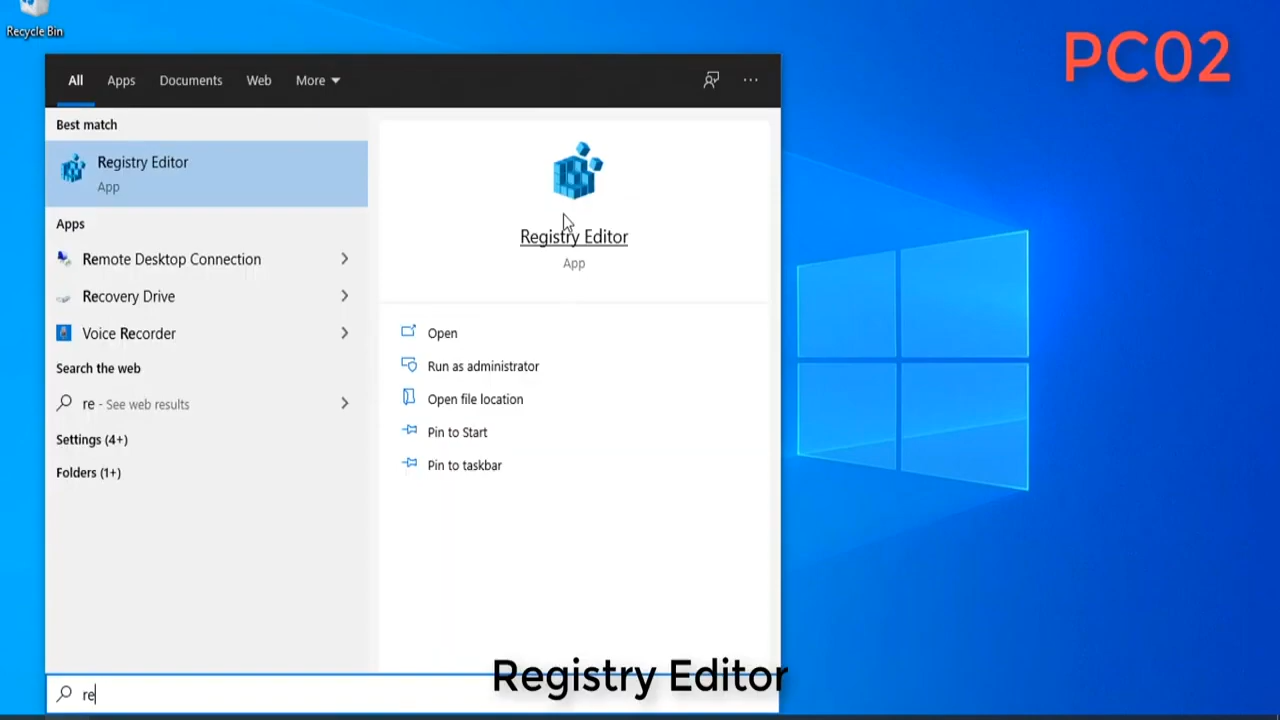 Recycle Bin
PC02
All Apps Documents Web More
Best match
Registry Editor
App
Apps
Remote Desktop Connection
Recovery Drive
Voice Recorder
Search the web
re - See web results
Settings (4+)
Folders (1+)
Registry Editor
App
Open
Run as administrator
Open file location
Pin to Start
Pin to taskbar
Registry Editor
re